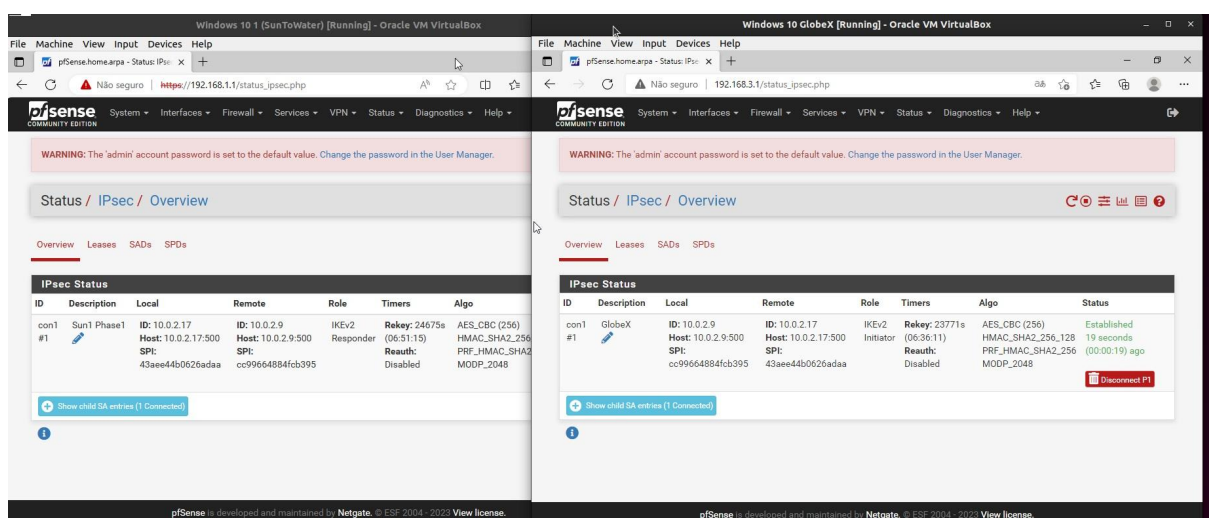 Windows 10 1 (SunToWater) [Running] - Oracle VM VirtualBox
File Machine View Input Devices Help
pfSense.home.arpa - Status: IPse
Não seguro | https://192.168.1.1/status_ipsec.php
pfsense COMMUNITY EDITION System Interfaces Firewall Services VPN Status Diagnostics Help
WARNING: The 'admin' account password is set to the default value. Change the password in the User Manager.
Status / IPsec / Overview
Overview Leases SADs SPDs
IPsec Status
ID Description Local Remote Role Timers Algo
con1 Sun1 Phase1 ID: 10.0.2.17 ID: 10.0.2.9 IKEv2 Rekey: 24675s AES_CBC (256)
#1 Host: 10.0.2.17:500 Host: 10.0.2.9:500 Responder (06:51:15) HMAC_SHA2_256
SPI: SPI: Reauth: PRF_HMAC_SHA2
43aee44b0626adaa cc99664884fcb395 Disabled MODP_2048
Show child SA entries (1 Connected)
pfSense is developed and maintained by Netgate. © ESF 2004 - 2023 View license.
Windows 10 GlobeX [Running] - Oracle VM VirtualBox
File Machine View Input Devices Help
pfSense.home.arpa - Status: IPse
Não seguro | 192.168.3.1/status_ipsec.php
pfsense COMMUNITY EDITION System Interfaces Firewall Services VPN Status Diagnostics Help
WARNING: The 'admin' account password is set to the default value. Change the password in the User Manager.
Status / IPsec / Overview
Overview Leases SADs SPDs
IPsec Status
ID Description Local Remote Role Timers Algo Status
con1 GlobeX ID: 10.0.2.9 ID: 10.0.2.17 IKEv2 Rekey: 23771s AES_CBC (256) Established
#1 Host: 10.0.2.9:500 Host: 10.0.2.17:500 Initiator (06:36:11) HMAC_SHA2_256_128 19 seconds
SPI: SPI: Reauth: PRF_HMAC_SHA2_256 (00:00:19) ago
cc99664884fcb395 43aee44b0626adaa Disabled MODP_2048
Disconnect P1
Show child SA entries (1 Connected)
pfSense is developed and maintained by Netgate. © ESF 2004 - 2023 View license.